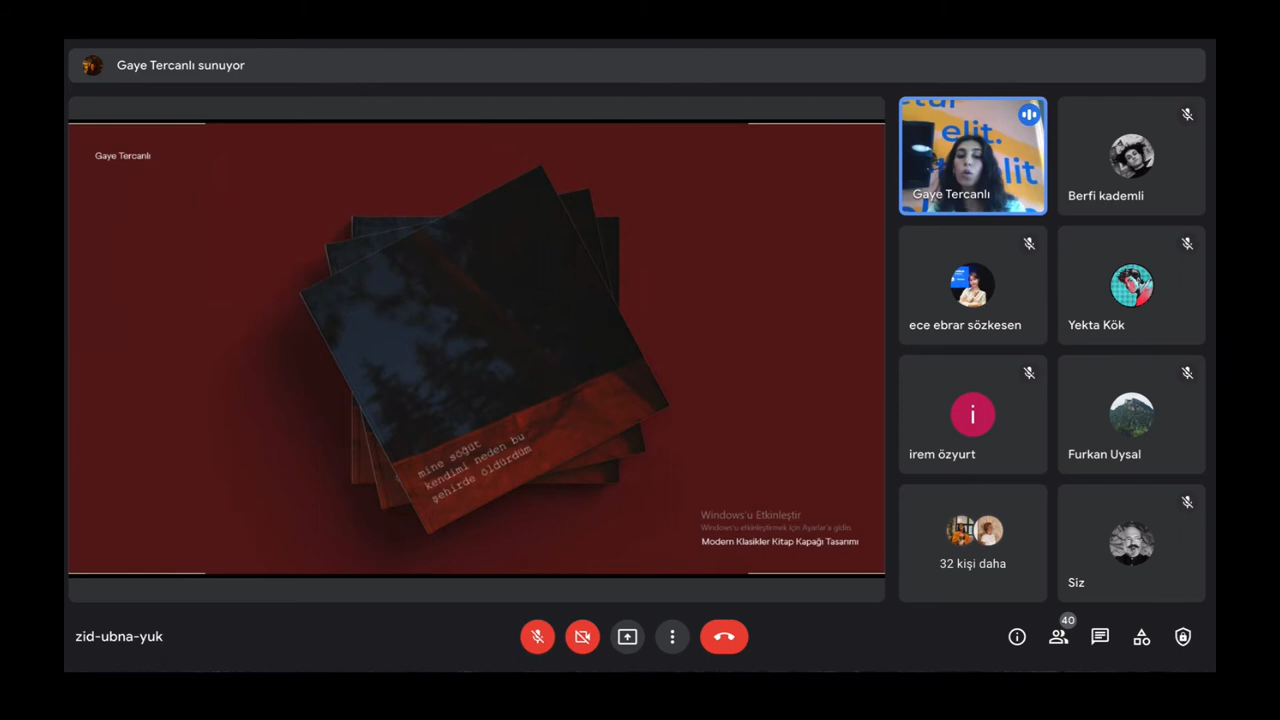 Gaye Tercanlı sunuyor
Gaye Tercanlı
mine söğüt
kendimi neden bu
şehirde öldürdüm
Windows'u Etkinleştir
Windows'u etkinleştirmek için Ayarlar'a gidin.
Modern Klasikler Kitap Kapağı Tasarımı
elit.
Gaye Tercanlı
Berfi kademli
ece ebrar sözkesen
Yekta Kök
i
irem özyurt
Furkan Uysal
32 kişi daha
Siz
zid-ubna-yuk
40